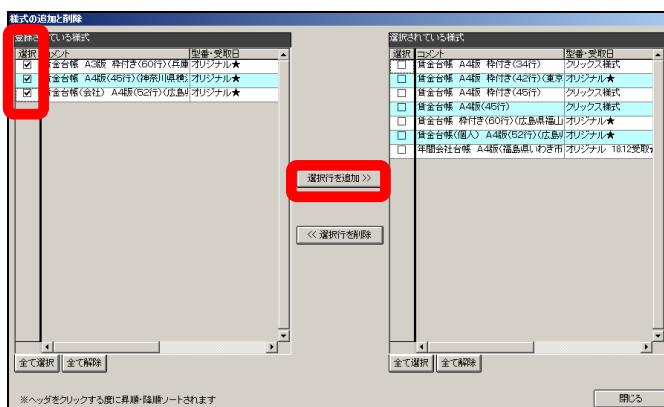 様式の追加と削除
登録されている様式
選択 コメント 型番・受取日
賃金台帳 A3版 枠付き(60行)(兵庫 オリジナル★
賃金台帳 A4版(45行)(神奈川県横 オリジナル★
賃金台帳(会社) A4版(52行)(広島 オリジナル★
全て選択 全て解除
選択行を追加 >>
<< 選択行を削除
選択されている様式
選択 コメント 型番・受取日
賃金台帳 A4版 枠付き(34行) クリックス様式
賃金台帳 A4版 枠付き(42行)(東京 オリジナル★
賃金台帳 A4版 枠付き(45行) クリックス様式
賃金台帳 A4版(45行) クリックス様式
賃金台帳 枠付き(60行)(広島県福山 オリジナル★
賃金台帳(個人) A4版(52行)(広島 オリジナル★
年間会社台帳 A4版(福島県いわき市 オリジナル 18.12受取
全て選択 全て解除
※ヘッダをクリックする度に昇順・降順ソートされます
閉じる